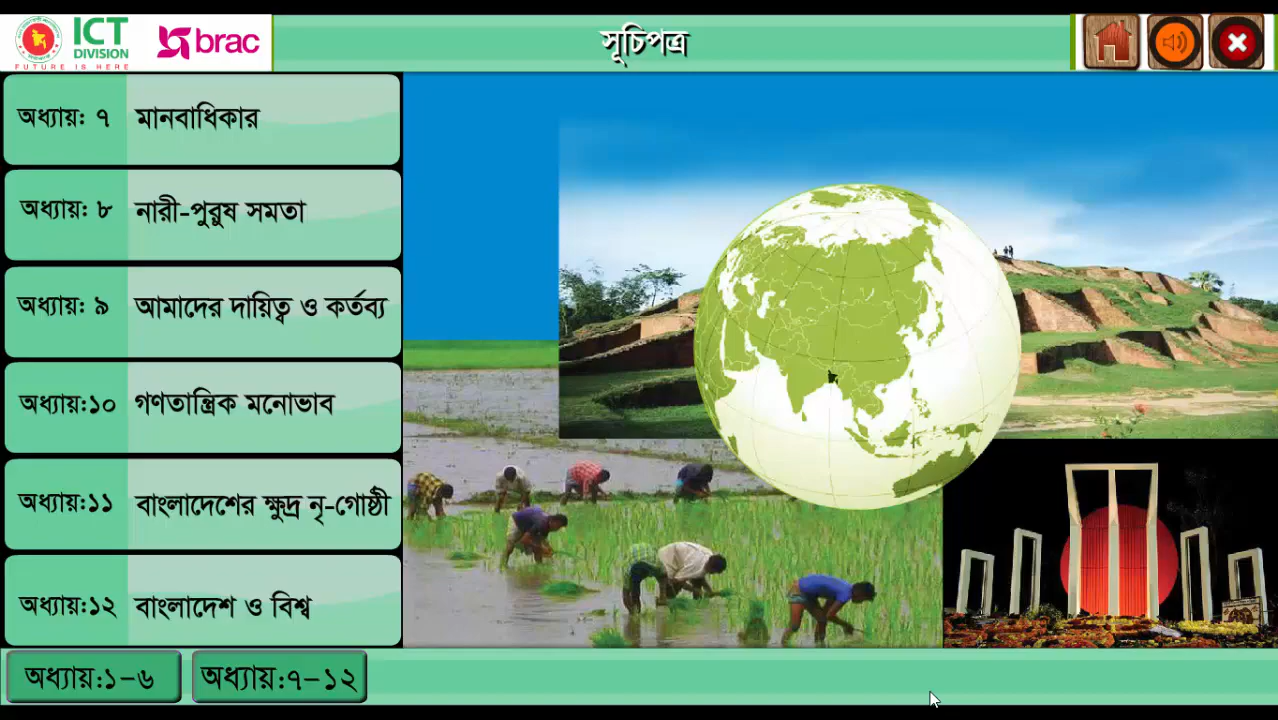 ICT
DIVISION
FUTURE IS HERE
brac
সূচিপত্র
অধ্যায়: ৭ মানবাধিকার
অধ্যায়: ৮ নারী-পুরুষ সমতা
অধ্যায়: ৯ আমাদের দায়িত্ব ও কর্তব্য
অধ্যায়:১০ গণতান্ত্রিক মনোভাব
অধ্যায়:১১ বাংলাদেশের ক্ষুদ্র নৃ-গোষ্ঠী
অধ্যায়:১২ বাংলাদেশ ও বিশ্ব
অধ্যায়:১-৬ অধ্যায়:৭-১২